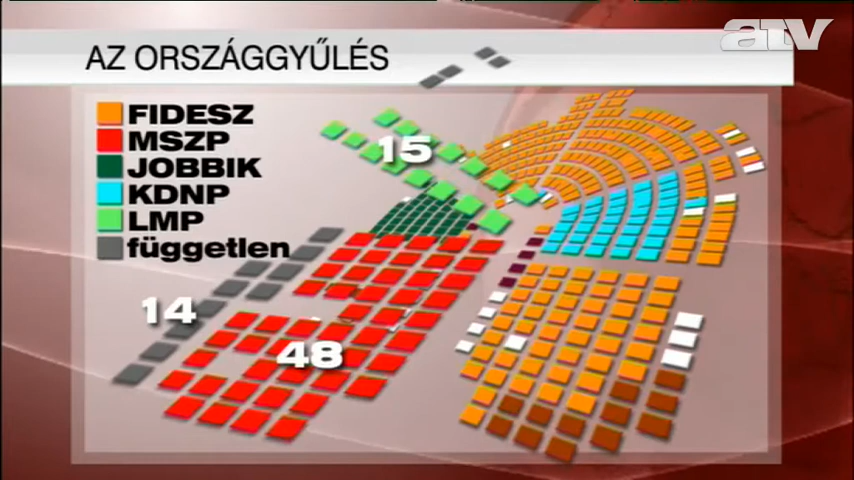 atv
AZ ORSZÁGGYŰLÉS
FIDESZ
MSZP
JOBBIK
KDNP
LMP
független
15
14
48